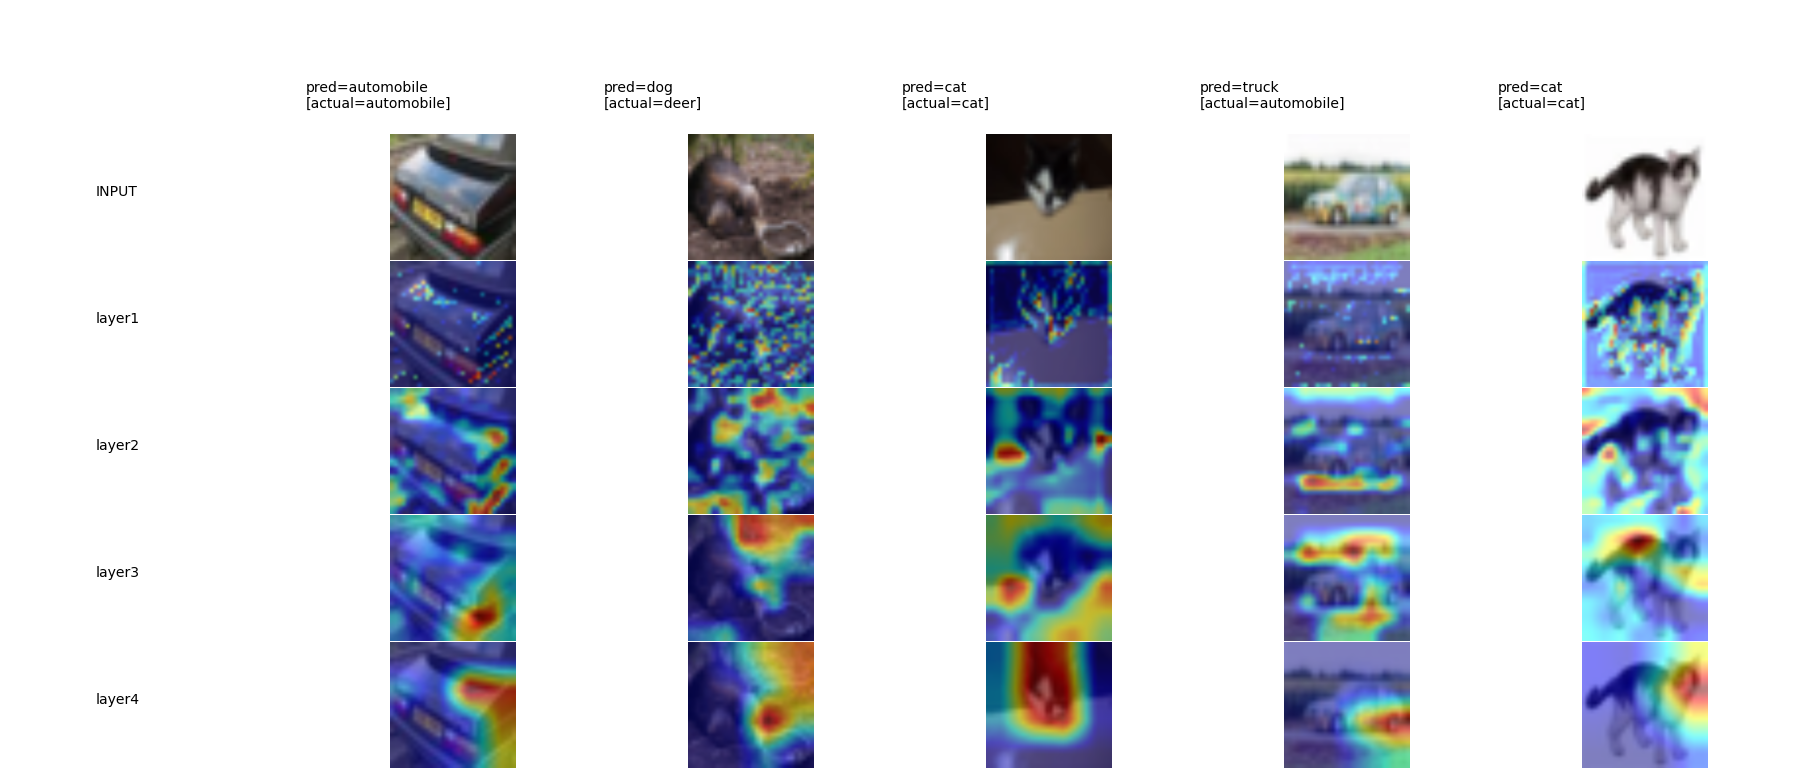 pred=automobile
[actual=automobile]
pred=dog
[actual=deer]
pred=cat
[actual=cat]
pred=truck
[actual=automobile]
pred=cat
[actual=cat]
INPUT
layer1
layer2
layer3
layer4